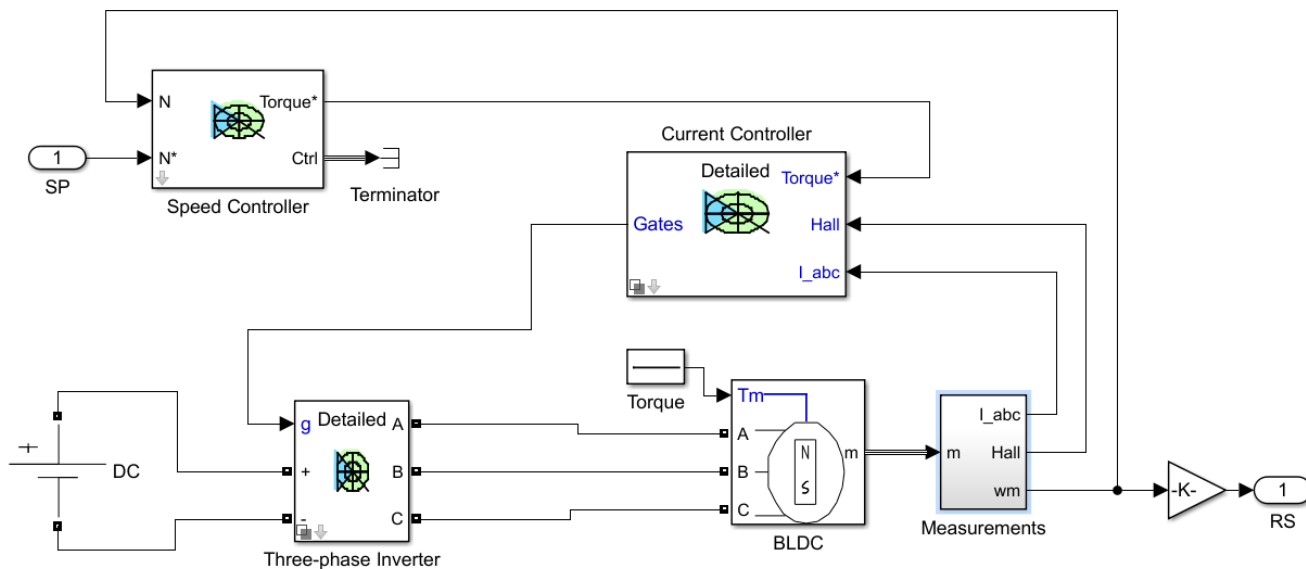 N
Torque*
1
N*
Ctrl
SP
Terminator
Speed Controller
Current Controller
Detailed
Torque*
Gates
Hall
I_abc
Torque
Tm
I_abc
+
DC
g
Detailed
A
A
N
m
m
Hall
+
B
B
S
-K-
1
wm
RS
-
C
C
Measurements
Three-phase Inverter
BLDC